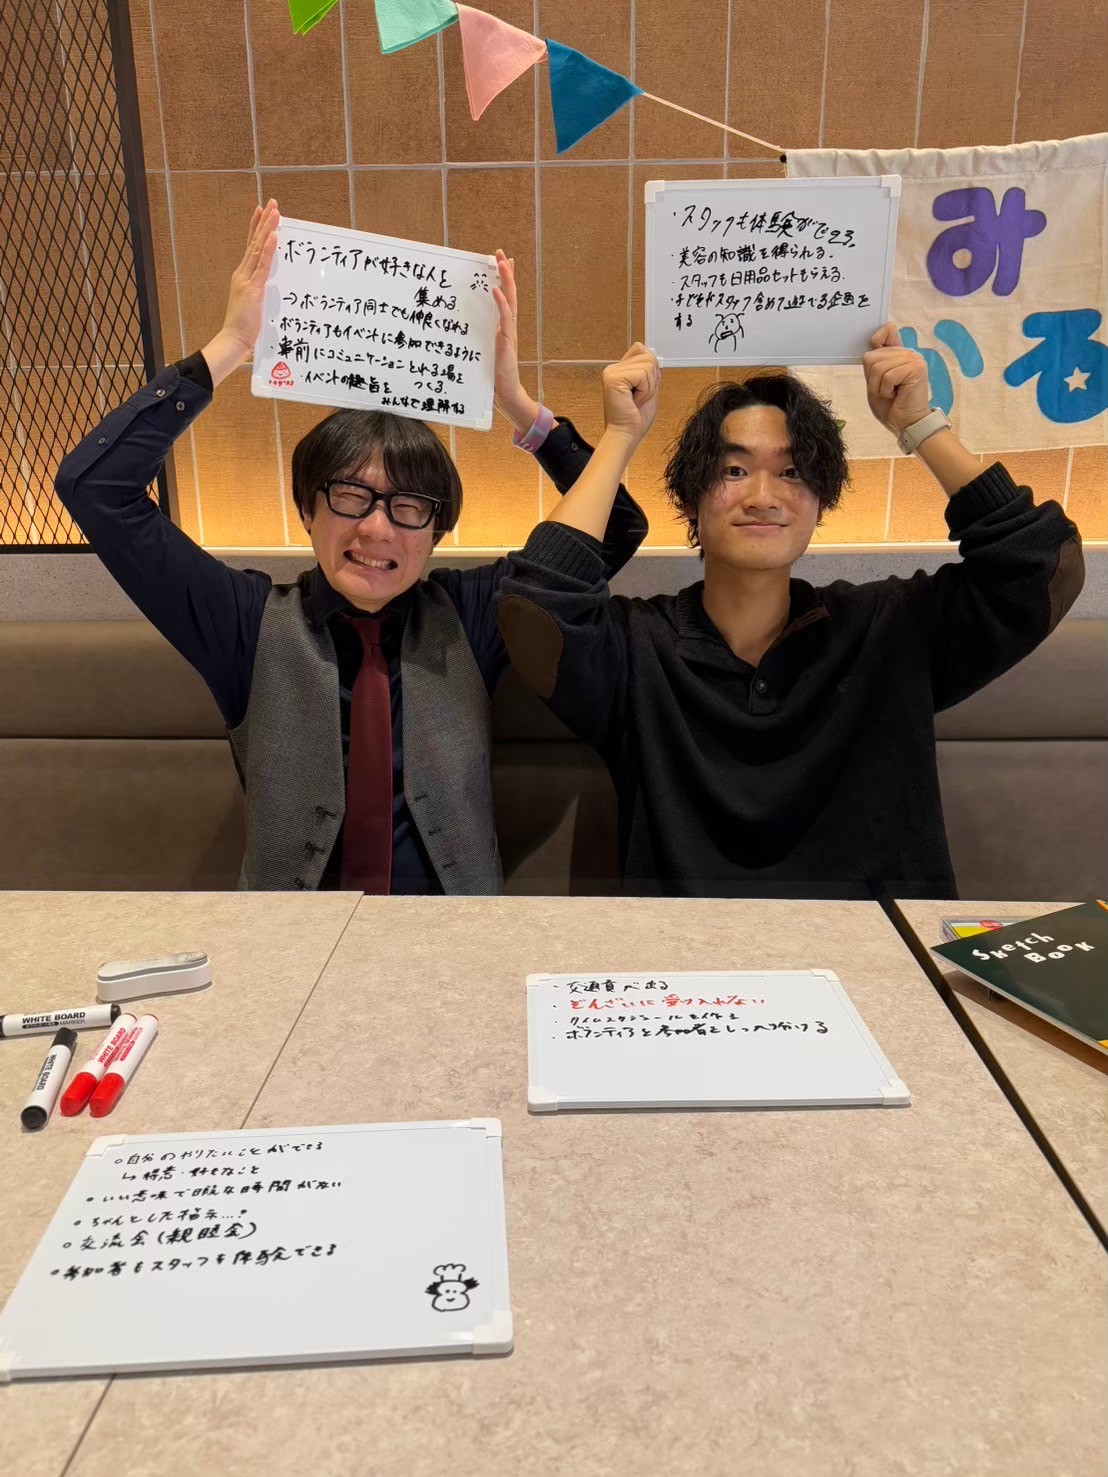 ・ボランティアが好きな人を
集める
→ボランティア同士でも仲良くなれる
・ボランティアもイベントに参加できるように
・事前にコミュニケーションとれる場を
つくる
・イベントの趣旨を
みんなで理解する
・スタッフも体験ができる。
・美容の知識を得られる。
・スタッフも日用品セットもらえる。
・子どもやスタッフ含めて遊べる企画を
する
み
かる
Sketch
Book
・交通費が出る
・ぞんざいに受け入れない
・タイムスケジュールを作る
・ボランティアと参加者をしっかり分ける
WHITE BOARD
MARKER
WHITE BOARD
WHITE BOARD
WHITE BOARD
○自分のやりたいことができる
↳得意・好きなこと
○いい意味で暇な時間がない
○ちゃんとした指示…?
○交流会(親睦会)
○参加者もスタッフも体験できる